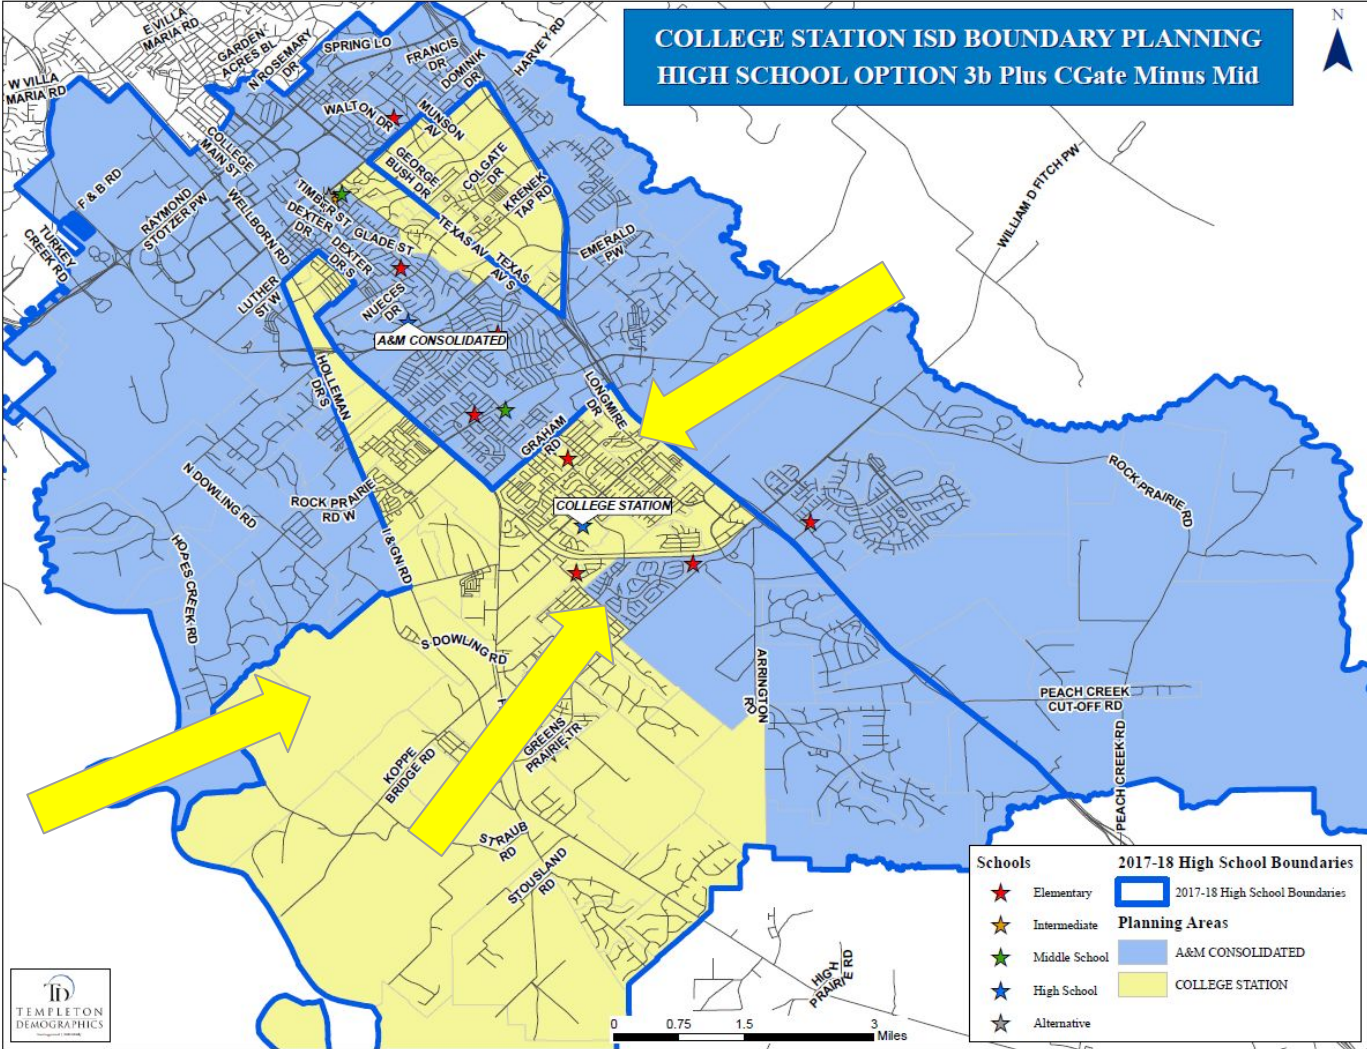 COLLEGE STATION ISD BOUNDARY PLANNING
HIGH SCHOOL OPTION 3b Plus CGate Minus Mid
N
E VILLA
MARIA RD
GARDEN
ACRES BL
N ROSEMARY
DR
SPRING LO
FRANCIS
DR
DOMINIK
DR
HARVEY RD
W VILLA
MARIA RD
WALTON DR
MUNSON
AV
COLLEGE
MAIN ST
GEORGE
BUSH DR
COLGATE
DR
KRENEK
TAP RD
F & B RD
RAYMOND
STOTZER PW
WELLBORN RD
TIMBER ST
DEXTER
DR
DEXTER
DR S
GLADE ST
TEXAS AV
TEXAS
AV S
EMERALD
PW
WILLIAM D FITCH PW
TURKEY
CREEK RD
LUTHER
ST W
NUECES
DR
A&M CONSOLIDATED
HOLLEMAN
DR S
LONGMIRE
DR
GRAHAM
RD
ROCK PRAIRIE RD
N DOWLING RD
ROCK PRAIRIE
RD W
COLLEGE STATION
I & GN RD
HOPES CREEK RD
S DOWLING RD
ARRINGTON
RD
PEACH CREEK
CUT-OFF RD
PEACH CREEK RD
GREENS
PRAIRIE TR
KOPPE
BRIDGE RD
STRAUB
RD
STOUSLAND
RD
HIGH
PRAIRIE RD
Schools
Elementary
Intermediate
Middle School
High School
Alternative
2017-18 High School Boundaries
2017-18 High School Boundaries
Planning Areas
A&M CONSOLIDATED
COLLEGE STATION
TD
TEMPLETON
DEMOGRAPHICS
0 0.75 1.5 3
Miles